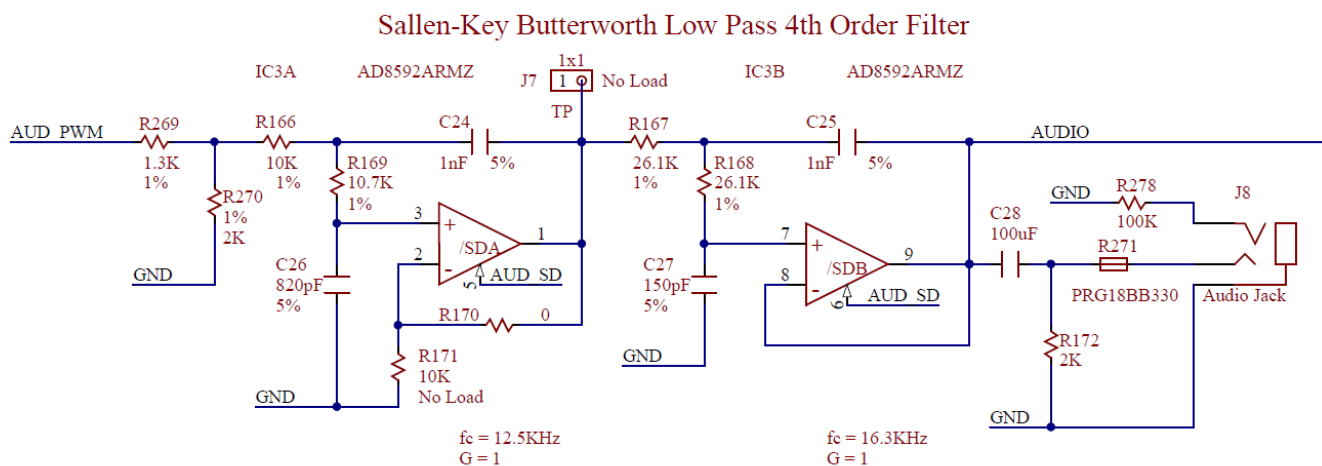 Sallen-Key Butterworth Low Pass 4th Order Filter
IC3A
AD8592ARMZ
1x1
J7
1
No Load
TP
IC3B
AD8592ARMZ
AUD_PWM
R269
1.3K
1%
R166
10K
1%
C24
1nF
5%
R167
26.1K
1%
C25
1nF
5%
AUDIO
R270
1%
2K
GND
R169
10.7K
1%
3
+
/SDA
1
2
-
5
AUD_SD
C26
820pF
5%
R170
0
R171
10K
No Load
GND
R168
26.1K
1%
7
+
/SDB
9
8
-
6
AUD_SD
C27
150pF
5%
GND
GND
R278
100K
J8
C28
100uF
R271
PRG18BB330
Audio Jack
R172
2K
GND
fc = 12.5KHz
G = 1
fc = 16.3KHz
G = 1